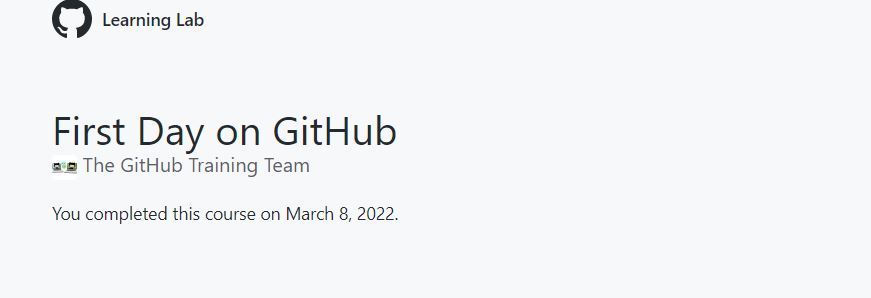 Learning Lab
First Day on GitHub
The GitHub Training Team
You completed this course on March 8, 2022.